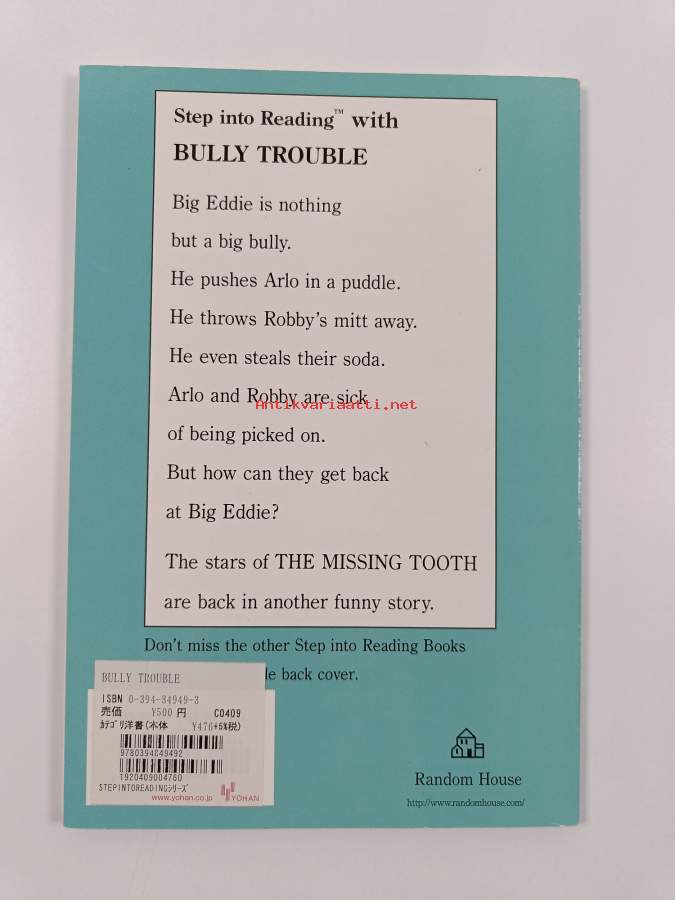 Step into Reading™ with
BULLY TROUBLE
Big Eddie is nothing
but a big bully.
He pushes Arlo in a puddle.
He throws Robby's mitt away.
He even steals their soda.
Arlo and Robby are sick
Antikvariaatti.net
of being picked on.
But how can they get back
at Big Eddie?
The stars of THE MISSING TOOTH
are back in another funny story.
Don't miss the other Step into Reading Books
back cover.
BULLY TROUBLE
ISBN 0-394-84949-3
売価 ¥500 円 C0409
ｶﾃｺﾞﾘ洋書(本体 ¥476+5%税)
9780394849492
1920409004760
STEPINTOREADINGｼﾘｰｽﾞ
www.yohan.co.jp YOHAN
Random House
http://www.randomhouse.com/